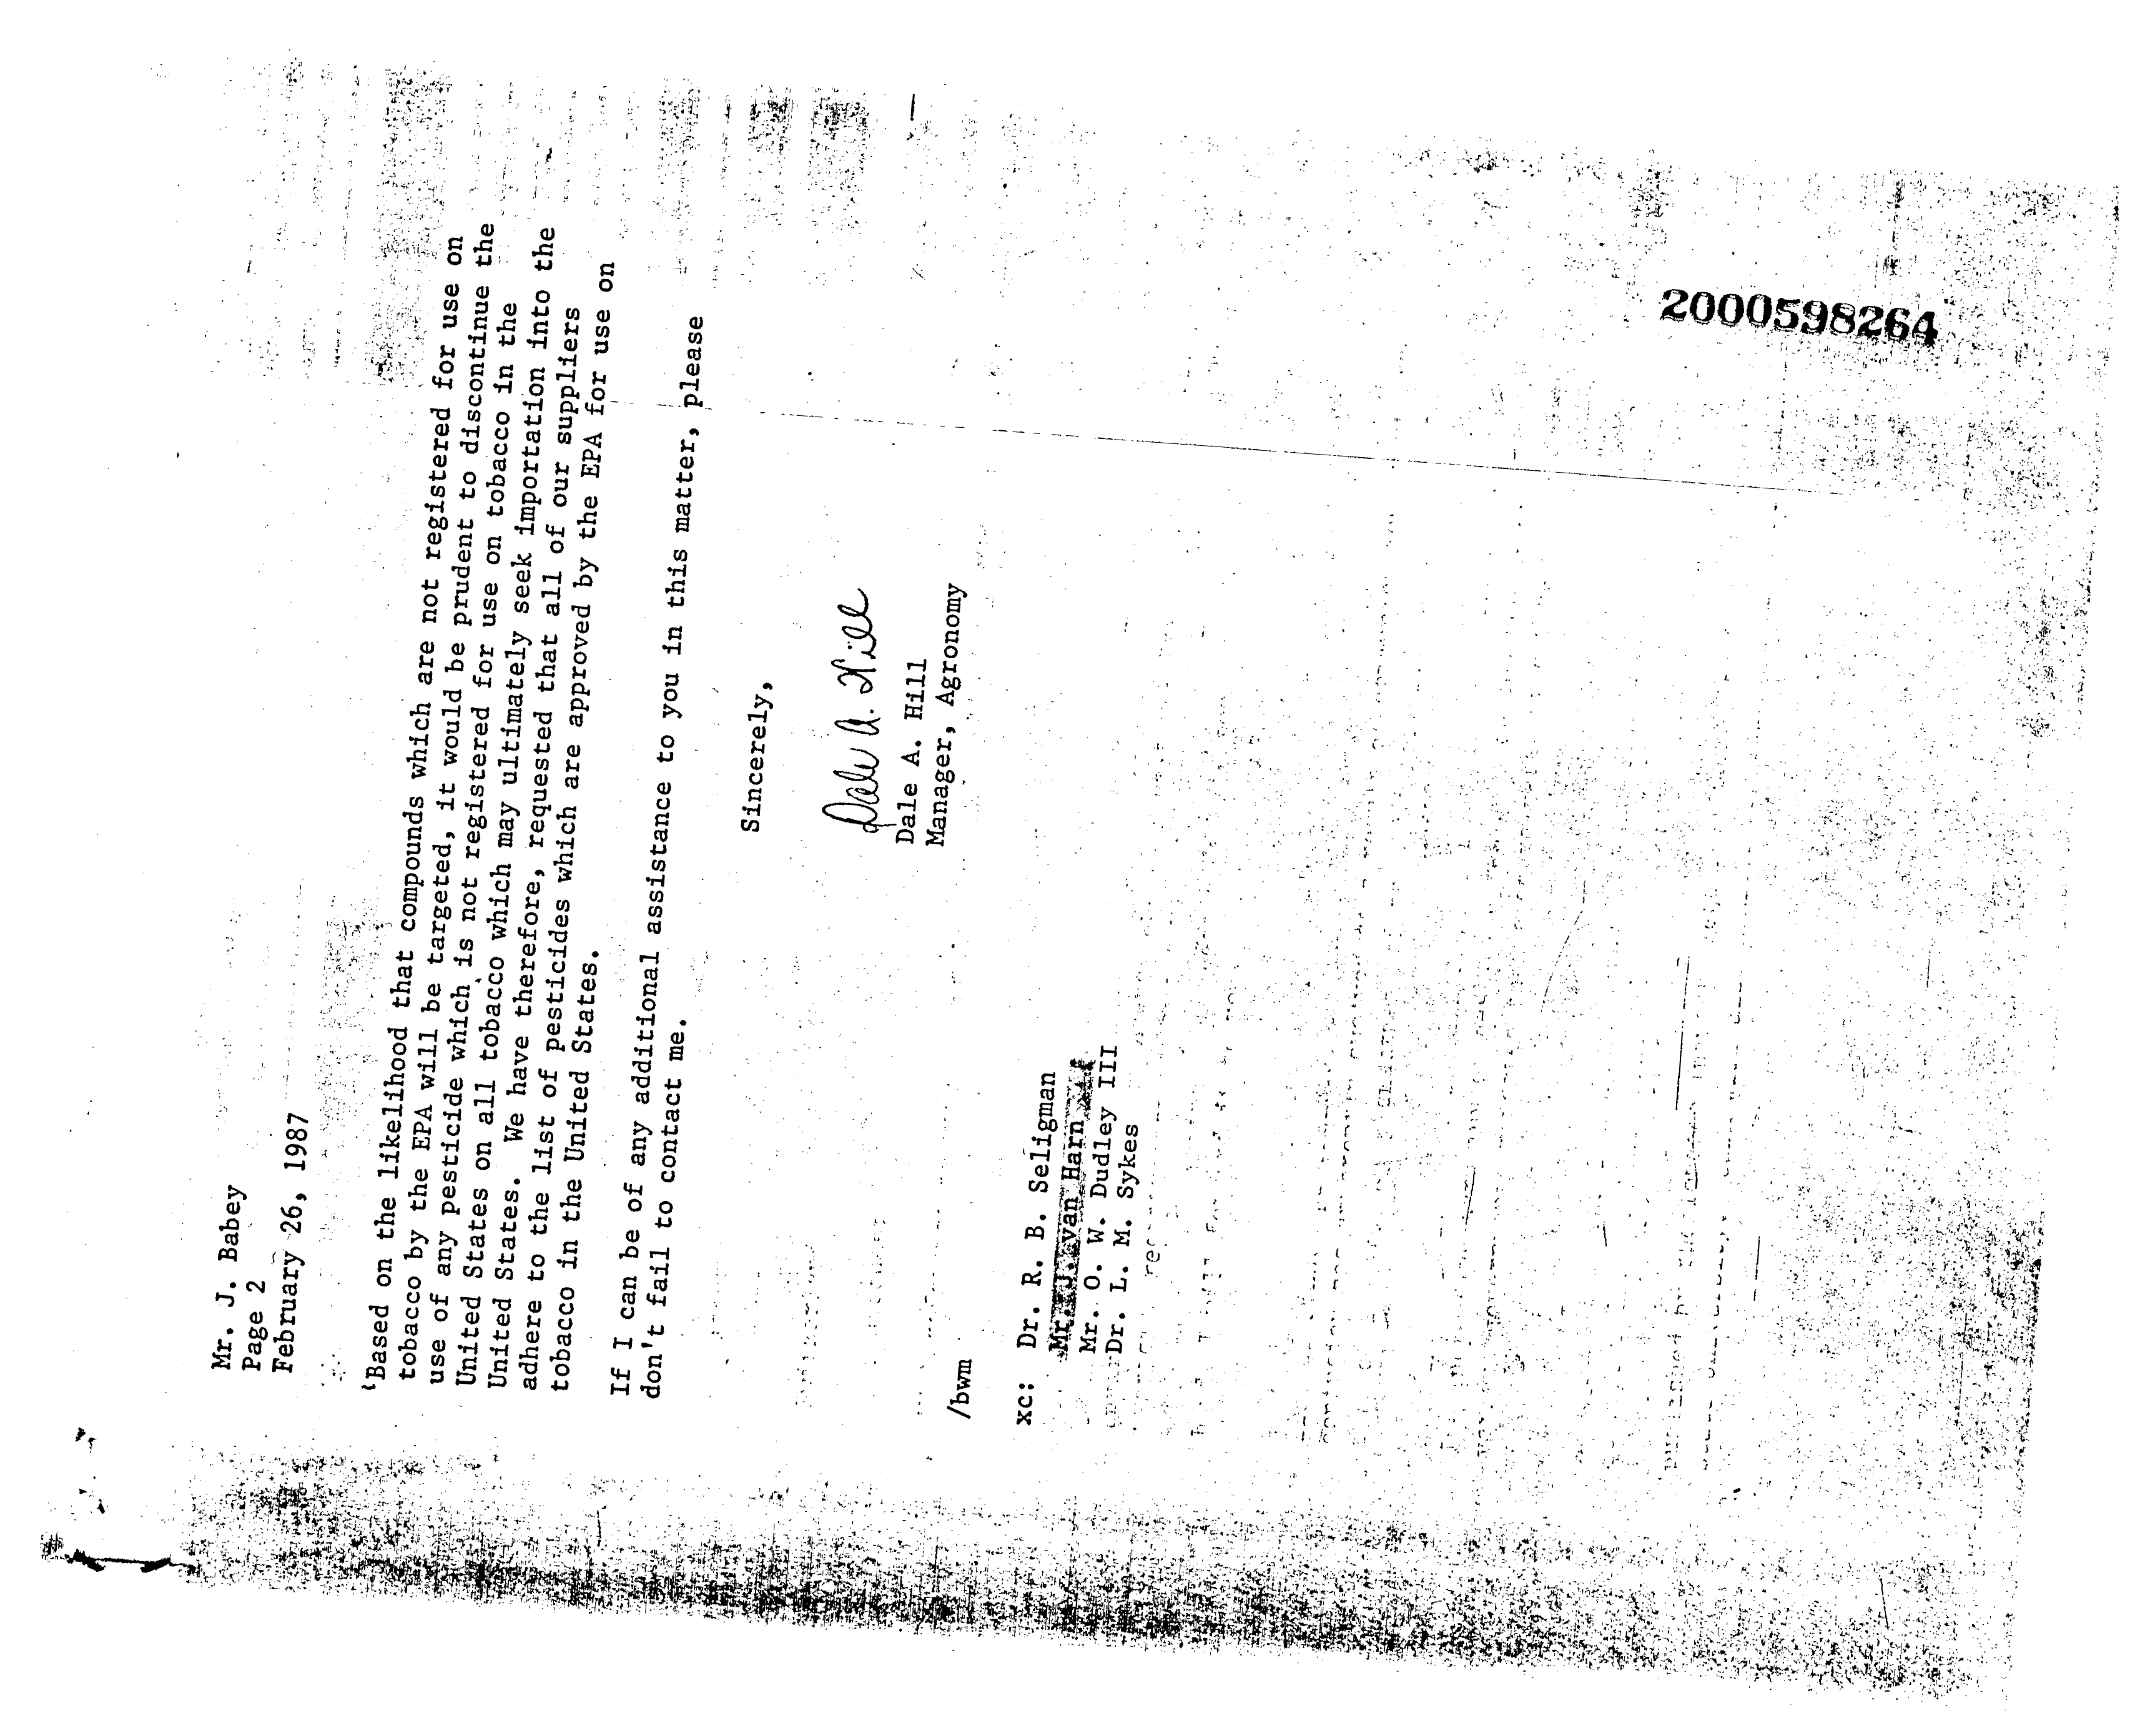 Mr. J. Babey
Page 2
February 26, 1987
Based on the likelihood that compounds which are not registered for use on
tobacco by the EPA will be targeted, it would be prudent to discontinue the
use of any pesticide which is not registered for use on tobacco in the
United States on all tobacco which may ultimately seek importation into the
United States. We have therefore, requested that all of our suppliers
adhere to the list of pesticides which are approved by the EPA for use on
tobacco in the United States.
If I can be of any additional assistance to you in this matter, please
don't fail to contact me.
Sincerely,
Dale A. Hill
Dale A. Hill
Manager, Agronomy
/bwm
xc: Dr. R. B. Seligman
Mr. J. van Harn
Mr. O. W. Dudley III
Dr. L. M. Sykes
2000598264